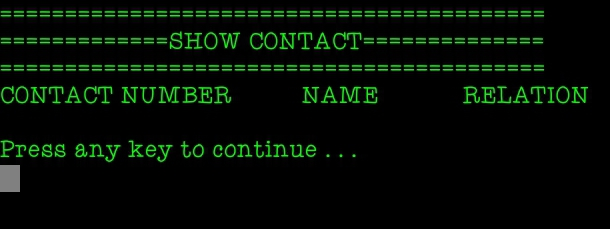 ==========================================
=============SHOW CONTACT==============
==========================================
CONTACT NUMBER NAME RELATION
Press any key to continue . . .